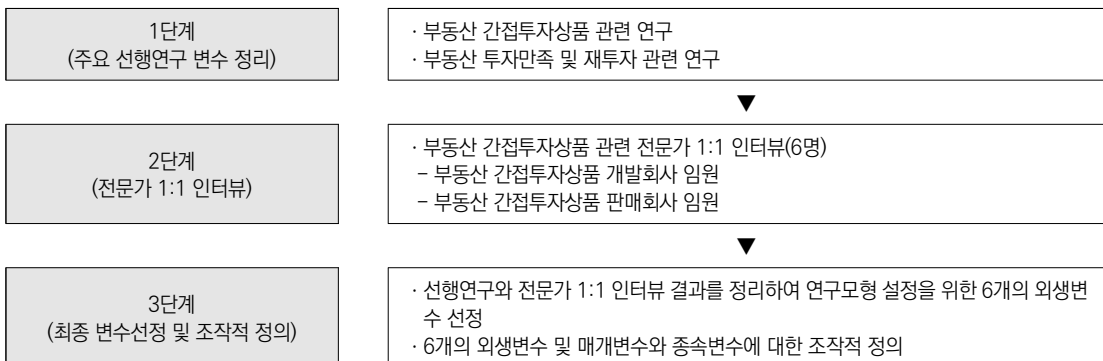 1단계
(주요 선행연구 변수 정리)
· 부동산 간접투자상품 관련 연구
· 부동산 투자만족 및 재투자 관련 연구
▼
2단계
(전문가 1:1 인터뷰)
· 부동산 간접투자상품 관련 전문가 1:1 인터뷰(6명)
– 부동산 간접투자상품 개발회사 임원
– 부동산 간접투자상품 판매회사 임원
▼
3단계
(최종 변수선정 및 조작적 정의)
· 선행연구와 전문가 1:1 인터뷰 결과를 정리하여 연구모형 설정을 위한 6개의 외생변
수 선정
· 6개의 외생변수 및 매개변수와 종속변수에 대한 조작적 정의